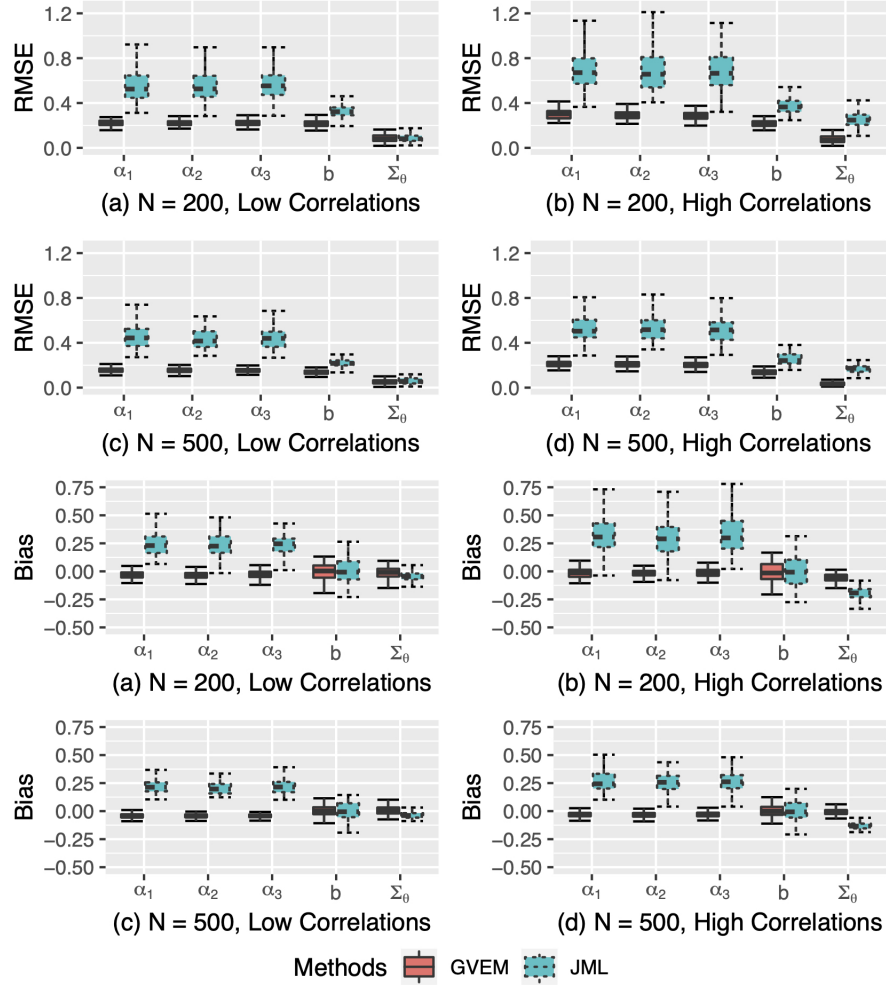 RMSE
1.2
0.8
0.4
0.0
α1 α2 α3 b Σθ
(a) N = 200, Low Correlations
RMSE
1.2
0.8
0.4
0.0
α1 α2 α3 b Σθ
(b) N = 200, High Correlations
RMSE
1.2
0.8
0.4
0.0
α1 α2 α3 b Σθ
(c) N = 500, Low Correlations
RMSE
1.2
0.8
0.4
0.0
α1 α2 α3 b Σθ
(d) N = 500, High Correlations
Bias
0.75
0.50
0.25
0.00
−0.25
−0.50
α1 α2 α3 b Σθ
(a) N = 200, Low Correlations
Bias
0.75
0.50
0.25
0.00
−0.25
−0.50
α1 α2 α3 b Σθ
(b) N = 200, High Correlations
Bias
0.75
0.50
0.25
0.00
−0.25
−0.50
α1 α2 α3 b Σθ
(c) N = 500, Low Correlations
Bias
0.75
0.50
0.25
0.00
−0.25
−0.50
α1 α2 α3 b Σθ
(d) N = 500, High Correlations
Methods GVEM JML